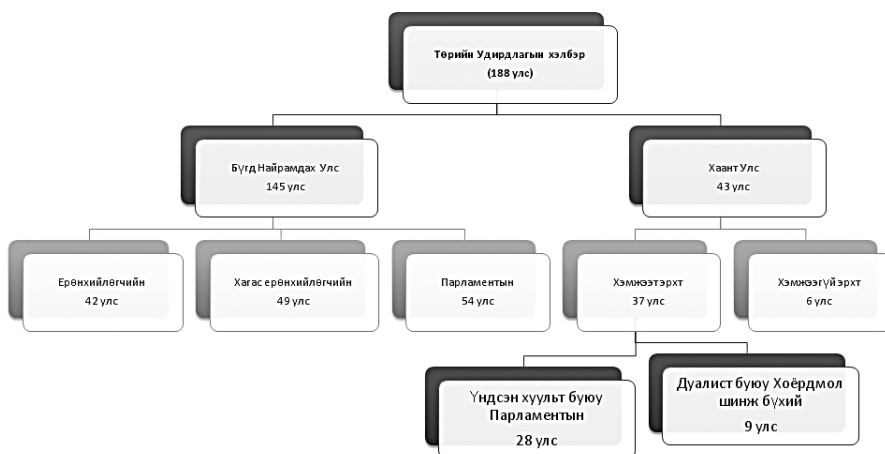 Төрийн Удирдлагын хэлбэр
(188 улс)
Бүгд Найрамдах Улс
145 улс
Хаант Улс
43 улс
Ерөнхийлөгчийн
42 улс
Хагас ерөнхийлөгчийн
49 улс
Парламентын
54 улс
Хэмжээт эрхт
37 улс
Хэмжээгүй эрхт
6 улс
Үндсэн хуульт буюу
Парламентын
28 улс
Дуалист буюу Хоёрдмол
шинж бүхий
9 улс